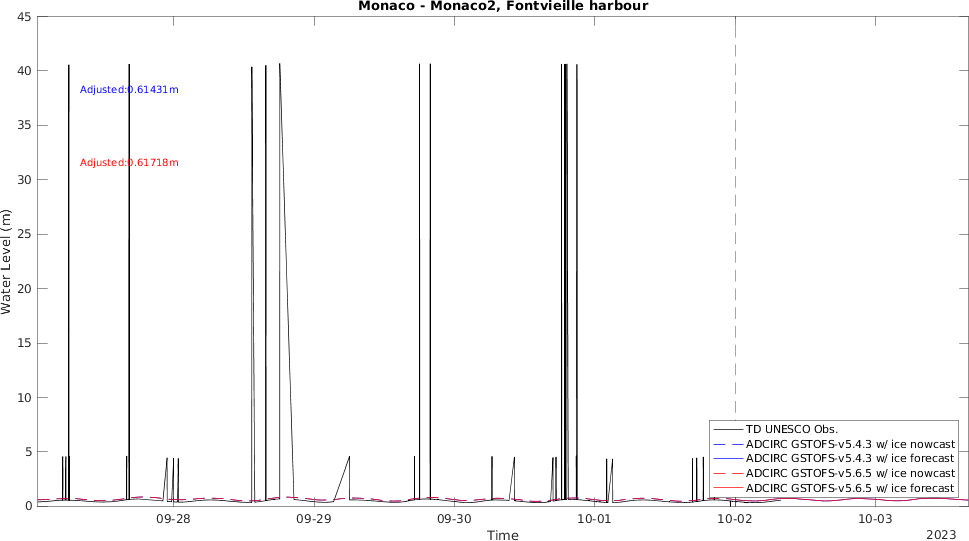 Monaco - Monaco2, Fontvieille harbour
45
40
35
30
25
20
15
10
5
0
Water Level (m)
Adjusted:0.61431m
Adjusted:0.61718m
TD UNESCO Obs.
ADCIRC GSTOFS-v5.4.3 w/ ice nowcast
ADCIRC GSTOFS-v5.4.3 w/ ice forecast
ADCIRC GSTOFS-v5.6.5 w/ ice nowcast
ADCIRC GSTOFS-v5.6.5 w/ ice forecast
09-28 09-29 09-30 10-01 10-02 10-03
Time
2023